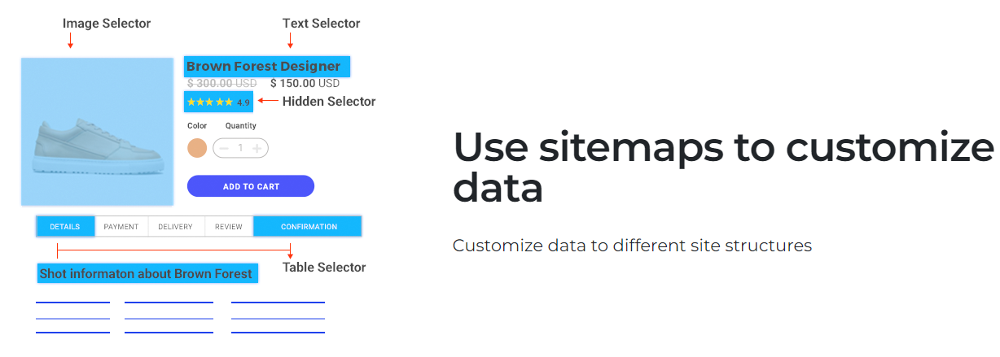 Image Selector
Text Selector
Brown Forest Designer
$ 300.00 USD $ 150.00 USD
★★★★★ 4.9
Hidden Selector
Color Quantity
1
ADD TO CART
DETAILS PAYMENT DELIVERY REVIEW CONFIRMATION
Table Selector
Shot informaton about Brown Forest
Use sitemaps to customize
data
Customize data to different site structures